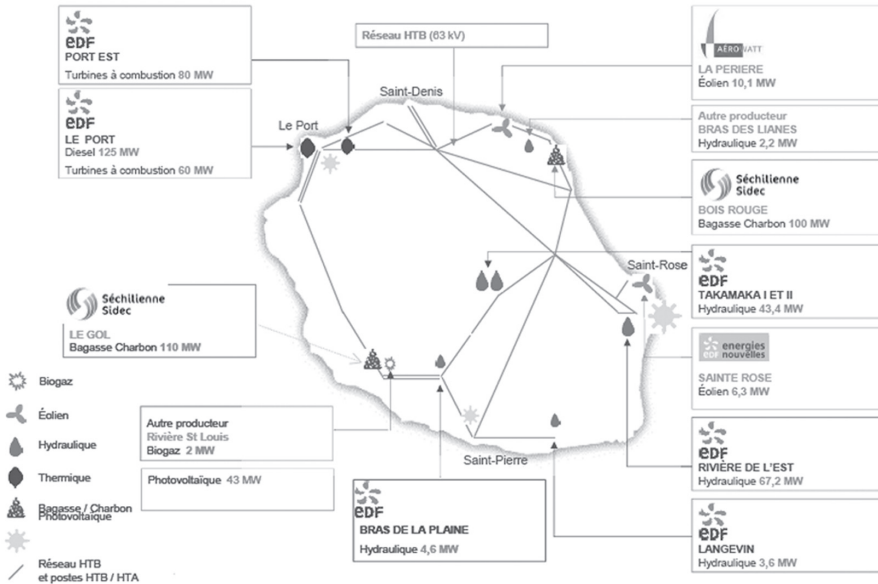 EDF
PORT EST
Turbines à combustion 80 MW
EDF
LE PORT
Diesel 125 MW
Turbines à combustion 60 MW
Réseau HTB (63 kV)
Saint-Denis
Le Port
AÉROWATT
LA PERIERE
Éolien 10,1 MW
Autre producteur
BRAS DES LIANES
Hydraulique 2,2 MW
Séchilienne
Sidec
BOIS ROUGE
Bagasse Charbon 100 MW
Saint-Rose
EDF
TAKAMAKA I ET II
Hydraulique 43,4 MW
EDF energies
nouvelles
SAINTE ROSE
Éolien 6,3 MW
EDF
RIVIÈRE DE L'EST
Hydraulique 67,2 MW
EDF
LANGEVIN
Hydraulique 3,6 MW
Séchilienne
Sidec
LE GOL
Bagasse Charbon 110 MW
Autre producteur
Rivière St Louis
Biogaz 2 MW
Photovoltaïque 43 MW
Saint-Pierre
EDF
BRAS DE LA PLAINE
Hydraulique 4,6 MW
Biogaz
Éolien
Hydraulique
Thermique
Bagasse / Charbon
Photovoltaïque
Réseau HTB
et postes HTB / HTA